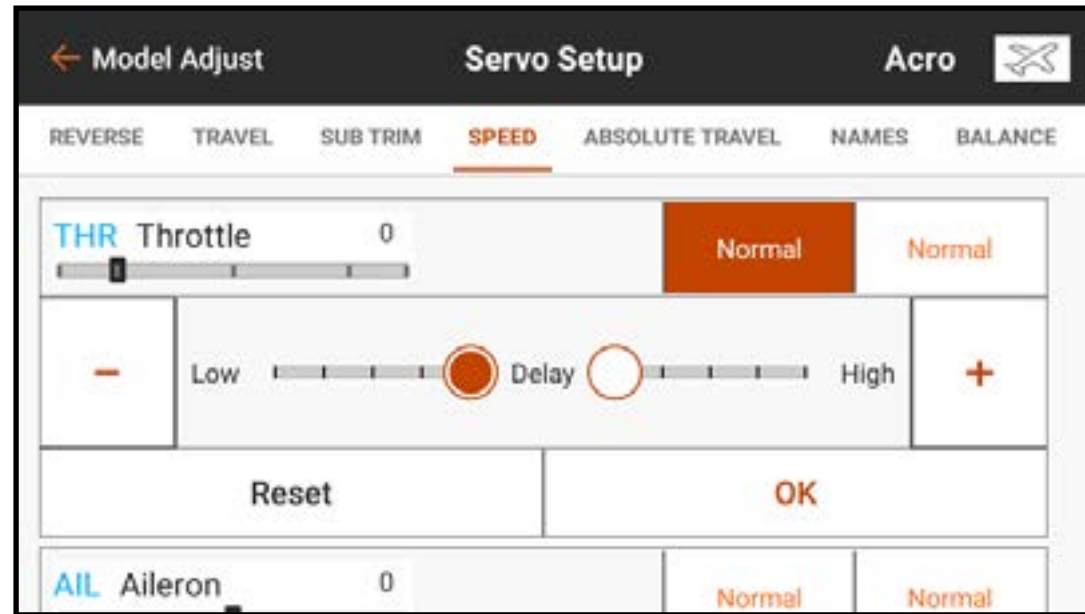 Model Adjust Servo Setup Acro
REVERSE TRAVEL SUB TRIM SPEED ABSOLUTE TRAVEL NAMES BALANCE
THR Throttle 0 Normal Normal
− Low Delay High +
Reset OK
AIL Aileron 0 Normal Normal